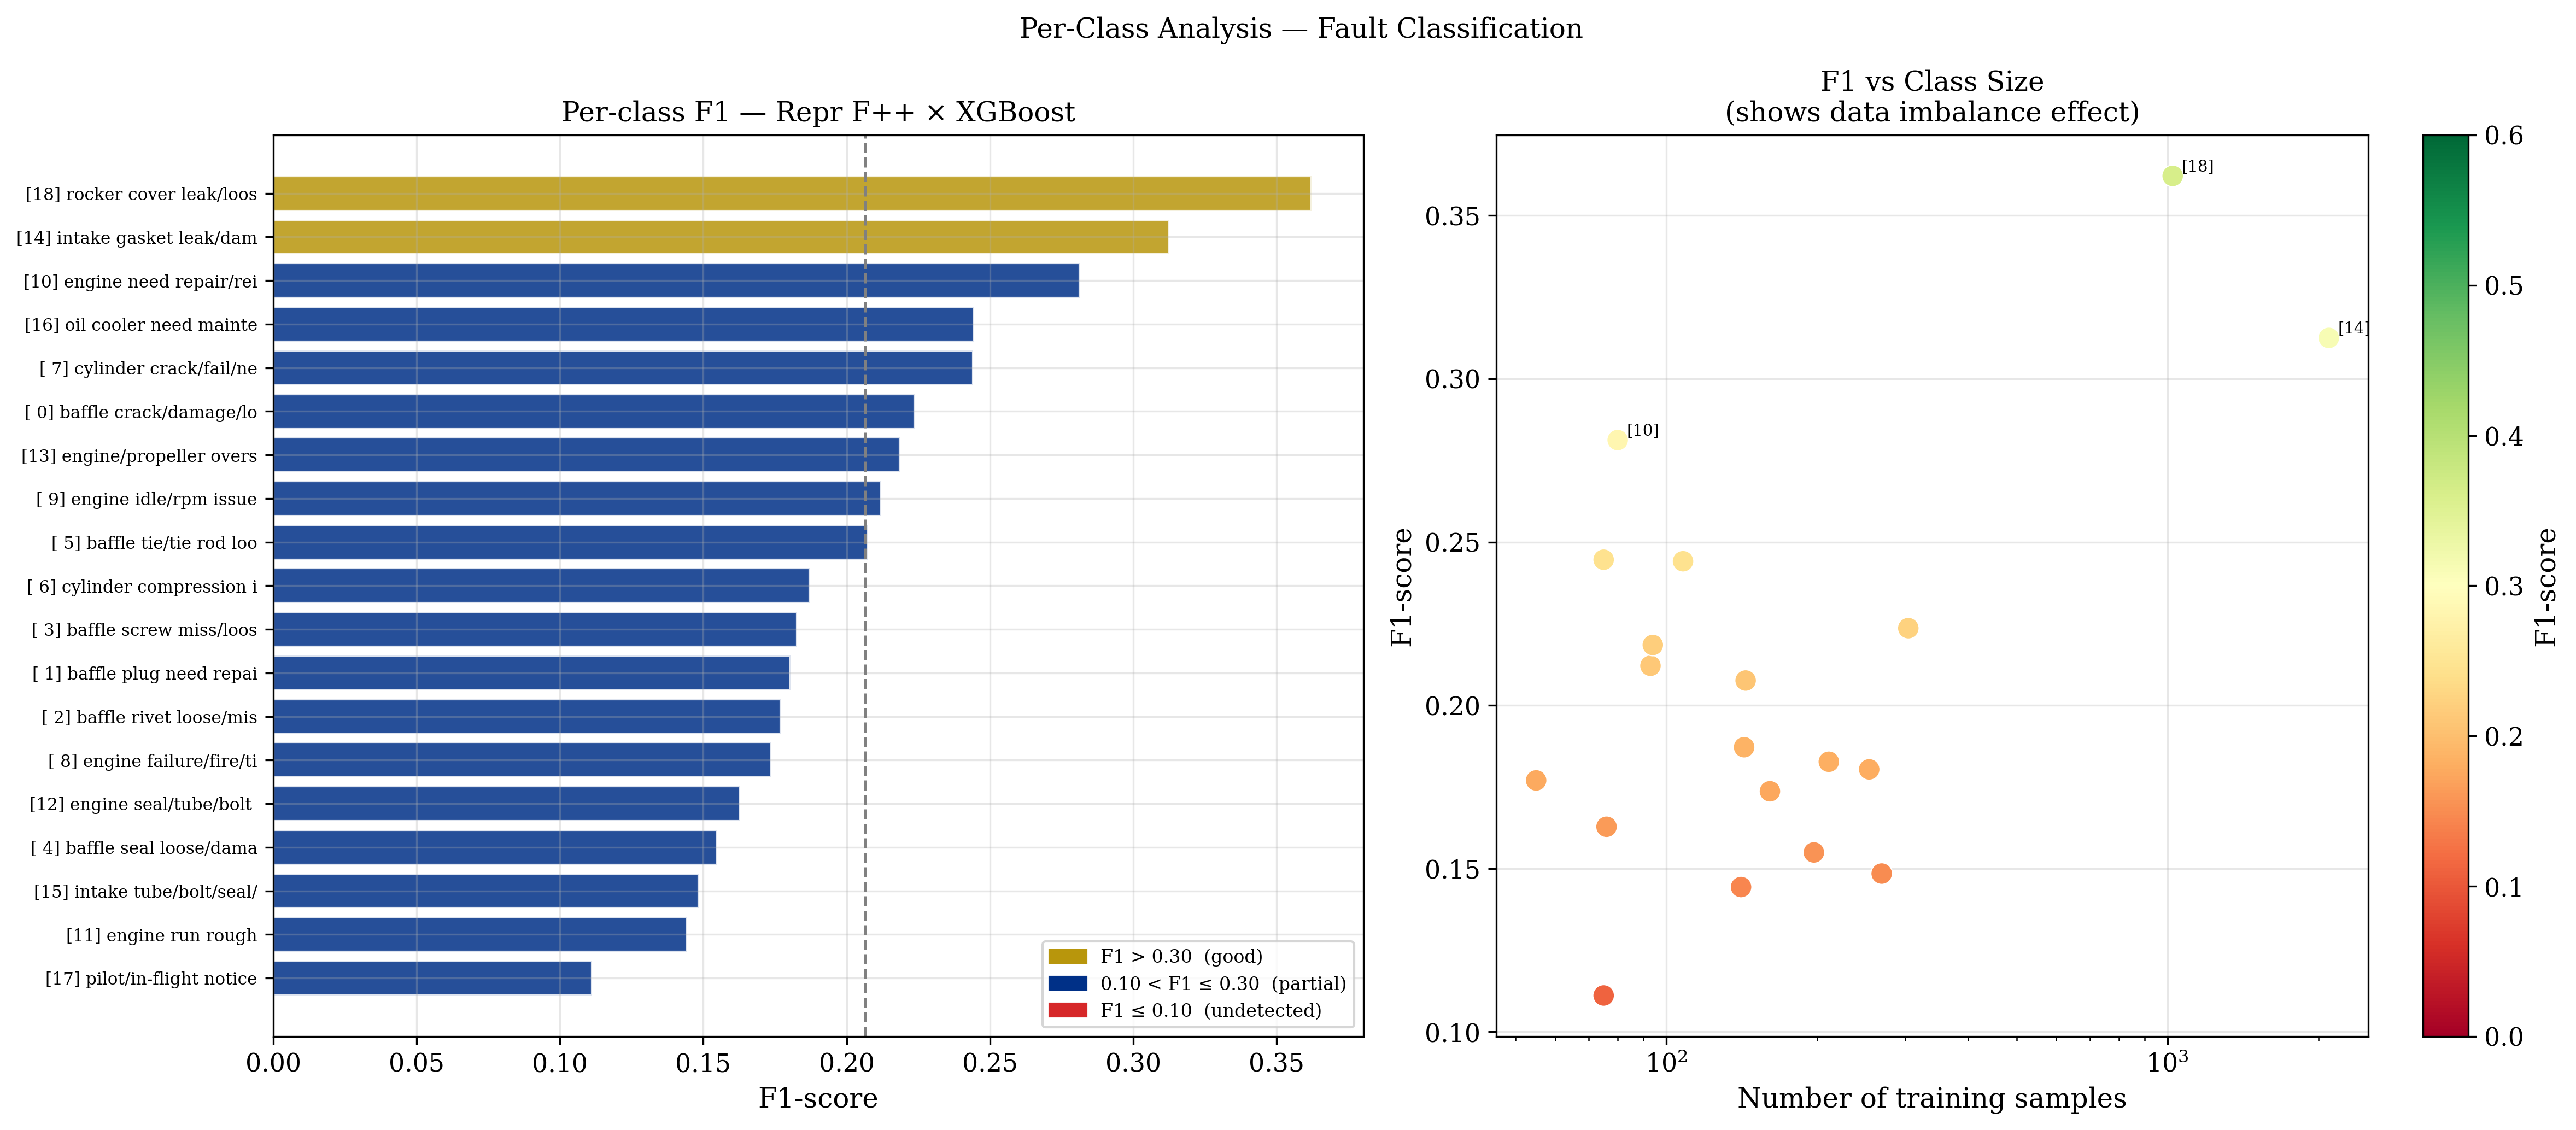 Per-Class Analysis — Fault Classification
Per-class F1 — Repr F++ × XGBoost
[18] rocker cover leak/loos
[14] intake gasket leak/dam
[10] engine need repair/rei
[16] oil cooler need mainte
[ 7] cylinder crack/fail/ne
[ 0] baffle crack/damage/lo
[13] engine/propeller overs
[ 9] engine idle/rpm issue
[ 5] baffle tie/tie rod loo
[ 6] cylinder compression i
[ 3] baffle screw miss/loos
[ 1] baffle plug need repai
[ 2] baffle rivet loose/mis
[ 8] engine failure/fire/ti
[12] engine seal/tube/bolt
[ 4] baffle seal loose/dama
[15] intake tube/bolt/seal/
[11] engine run rough
[17] pilot/in-flight notice
F1 > 0.30 (good)
0.10 < F1 ≤ 0.30 (partial)
F1 ≤ 0.10 (undetected)
0.00 0.05 0.10 0.15 0.20 0.25 0.30 0.35
F1-score
F1 vs Class Size
(shows data imbalance effect)
F1-score
0.35
0.30
0.25
0.20
0.15
0.10
[18]
[14]
[10]
10² 10³
Number of training samples
0.6
0.5
0.4
0.3
0.2
0.1
0.0
F1-score